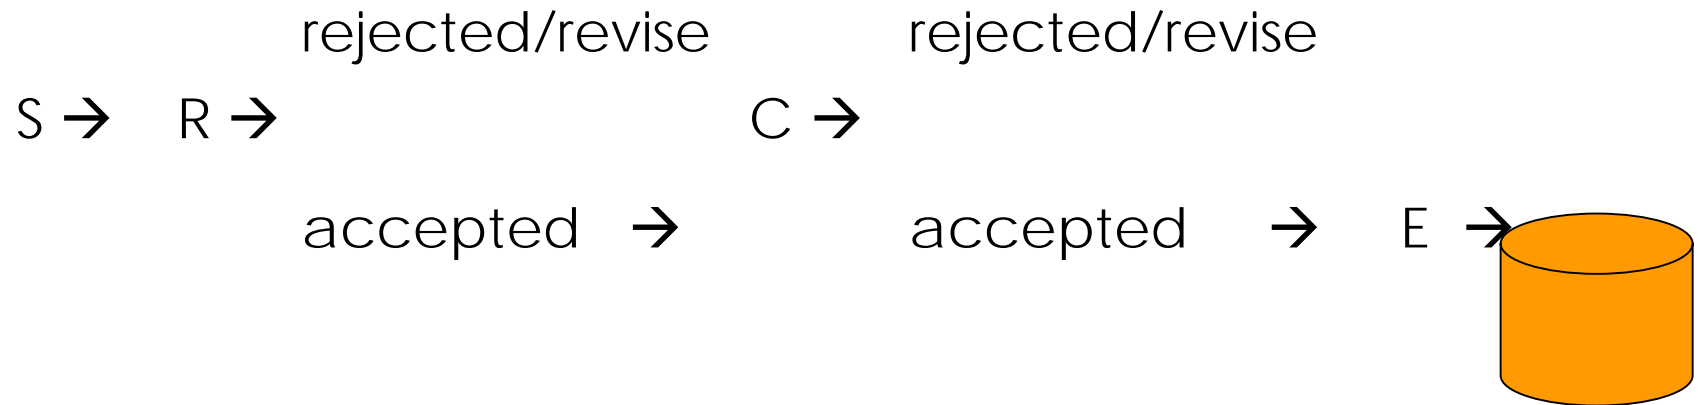 rejected/revise rejected/revise
S → R → C →
accepted → accepted → E →